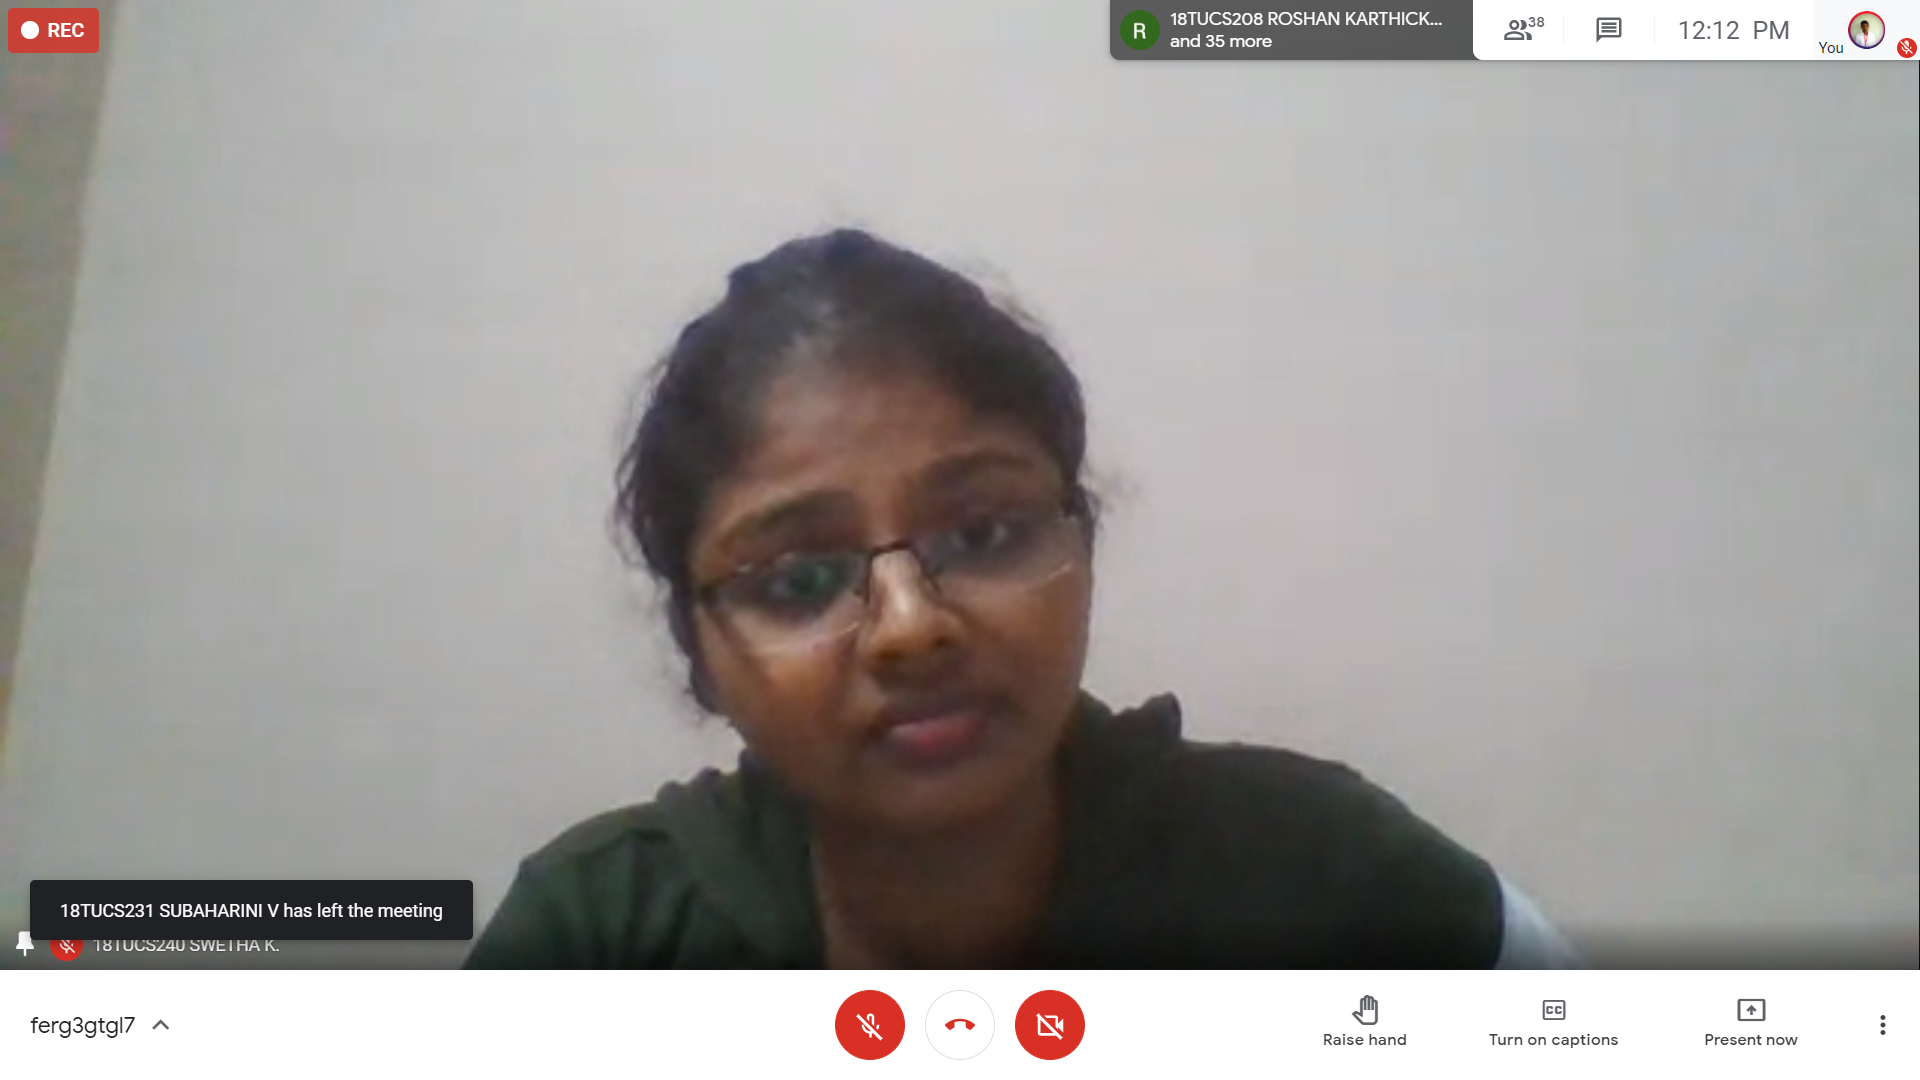 REC
18TUCS208 ROSHAN KARTHICK...
and 35 more
38
12:12 PM
You
R
18TUCS231 SUBAHARINI V has left the meeting
18TUCS240 SWETHA K.
ferg3gtgl7
Raise hand
CC
Turn on captions
Present now